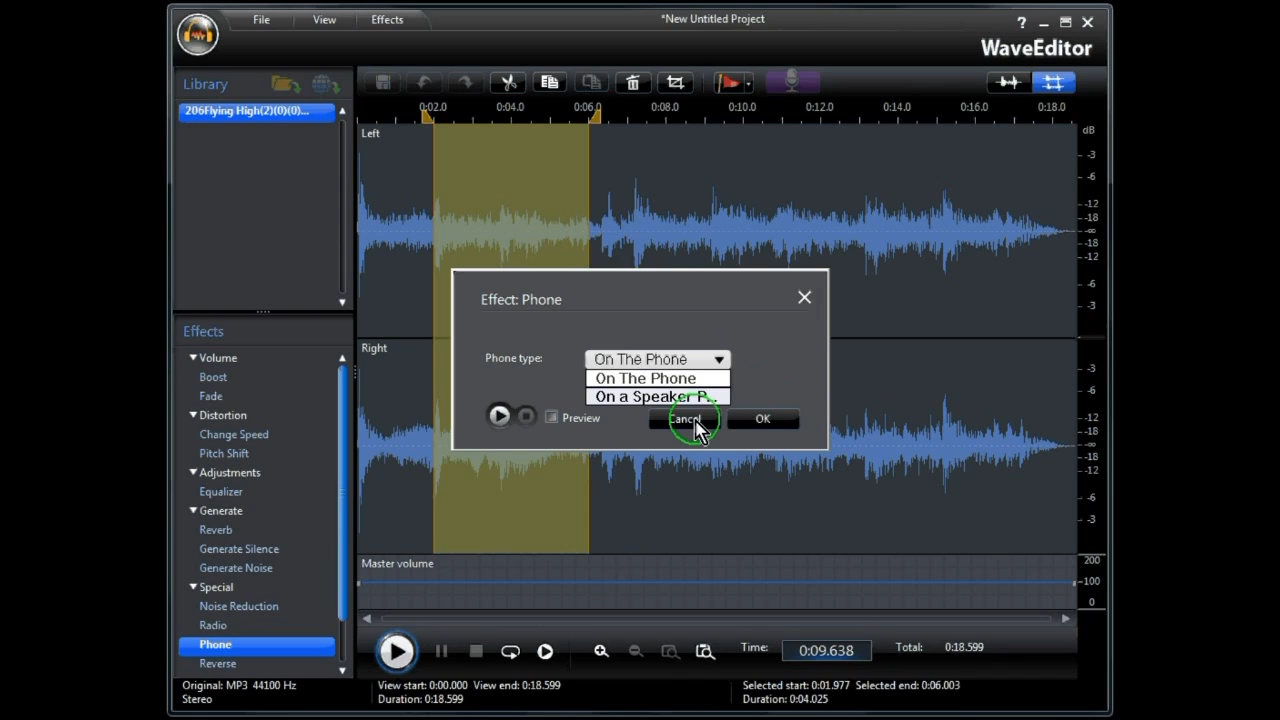 File View Effects *New Untitled Project ?
WaveEditor
Library
206Flying High(2)(0)(0)...
0:02.0 0:04.0 0:06.0 0:08.0 0:10.0 0:12.0 0:14.0 0:16.0 0:18.0
Left dB
-3
-6
-12
-18
-∞
-18
-12
-6
-3
Effect: Phone
Phone type: On The Phone
On The Phone
On a Speaker P...
Preview Cancel OK
Effects
Volume
Boost
Fade
Distortion
Change Speed
Pitch Shift
Adjustments
Equalizer
Generate
Reverb
Generate Silence
Generate Noise
Special
Noise Reduction
Radio
Phone
Reverse
Right
-3
-6
-12
-18
-∞
-18
-12
-6
-3
Master volume
200
100
0
Time: 0:09.638 Total: 0:18.599
Original: MP3 44100 Hz
Stereo
View start: 0:00.000 View end: 0:18.599
Duration: 0:18.599
Selected start: 0:01.977 Selected end: 0:06.003
Duration: 0:04.025